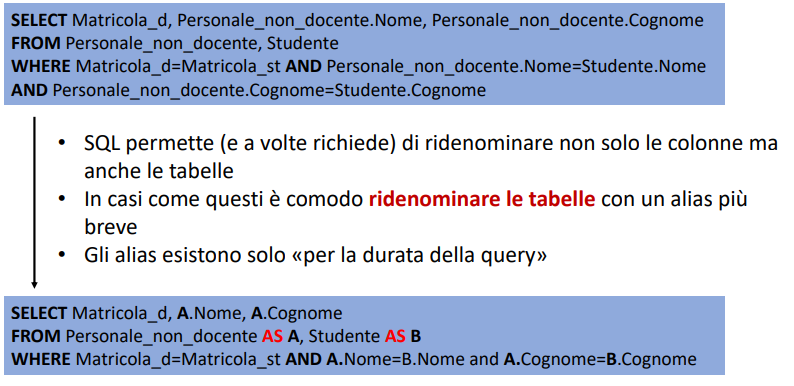 SELECT Matricola_d, Personale_non_docente.Nome, Personale_non_docente.Cognome
FROM Personale_non_docente, Studente
WHERE Matricola_d=Matricola_st AND Personale_non_docente.Nome=Studente.Nome
AND Personale_non_docente.Cognome=Studente.Cognome
• SQL permette (e a volte richiede) di ridenominare non solo le colonne ma
anche le tabelle
• In casi come questi è comodo ridenominare le tabelle con un alias più
breve
• Gli alias esistono solo «per la durata della query»
SELECT Matricola_d, A.Nome, A.Cognome
FROM Personale_non_docente AS A, Studente AS B
WHERE Matricola_d=Matricola_st AND A.Nome=B.Nome and A.Cognome=B.Cognome